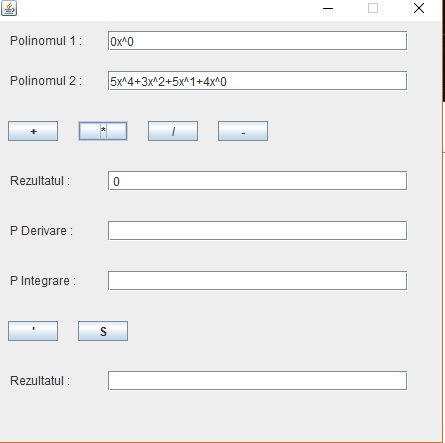 Polinomul 1 : 0x^0
Polinomul 2 : 5x^4+3x^2+5x^1+4x^0
+ * / -
Rezultatul : 0
P Derivare :
P Integrare :
' S
Rezultatul :